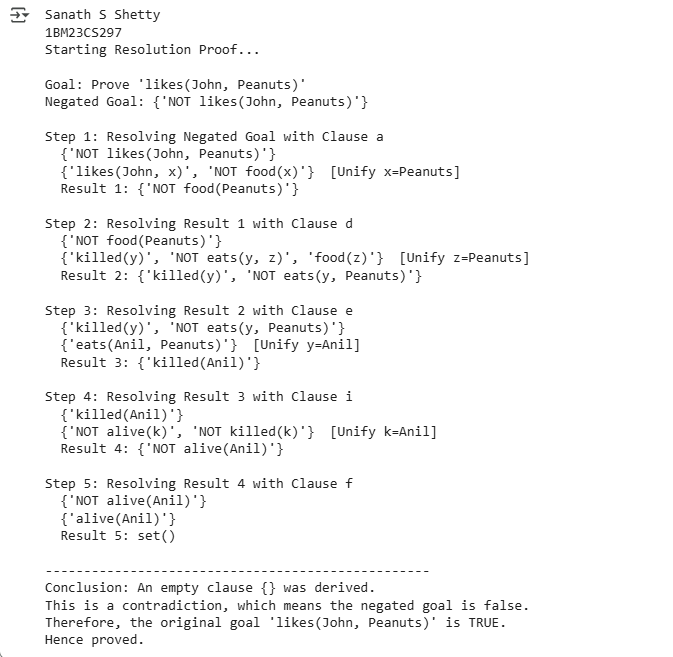 Sanath S Shetty
1BM23CS297
Starting Resolution Proof...

Goal: Prove 'likes(John, Peanuts)'
Negated Goal: {'NOT likes(John, Peanuts)'}

Step 1: Resolving Negated Goal with Clause a
  {'NOT likes(John, Peanuts)'}
  {'likes(John, x)', 'NOT food(x)'}  [Unify x=Peanuts]
  Result 1: {'NOT food(Peanuts)'}

Step 2: Resolving Result 1 with Clause d
  {'NOT food(Peanuts)'}
  {'killed(y)', 'NOT eats(y, z)', 'food(z)'}  [Unify z=Peanuts]
  Result 2: {'killed(y)', 'NOT eats(y, Peanuts)'}

Step 3: Resolving Result 2 with Clause e
  {'killed(y)', 'NOT eats(y, Peanuts)'}
  {'eats(Anil, Peanuts)'}  [Unify y=Anil]
  Result 3: {'killed(Anil)'}

Step 4: Resolving Result 3 with Clause i
  {'killed(Anil)'}
  {'NOT alive(k)', 'NOT killed(k)'}  [Unify k=Anil]
  Result 4: {'NOT alive(Anil)'}

Step 5: Resolving Result 4 with Clause f
  {'NOT alive(Anil)'}
  {'alive(Anil)'}
  Result 5: set()

--------------------------------------------------
Conclusion: An empty clause {} was derived.
This is a contradiction, which means the negated goal is false.
Therefore, the original goal 'likes(John, Peanuts)' is TRUE.
Hence proved.